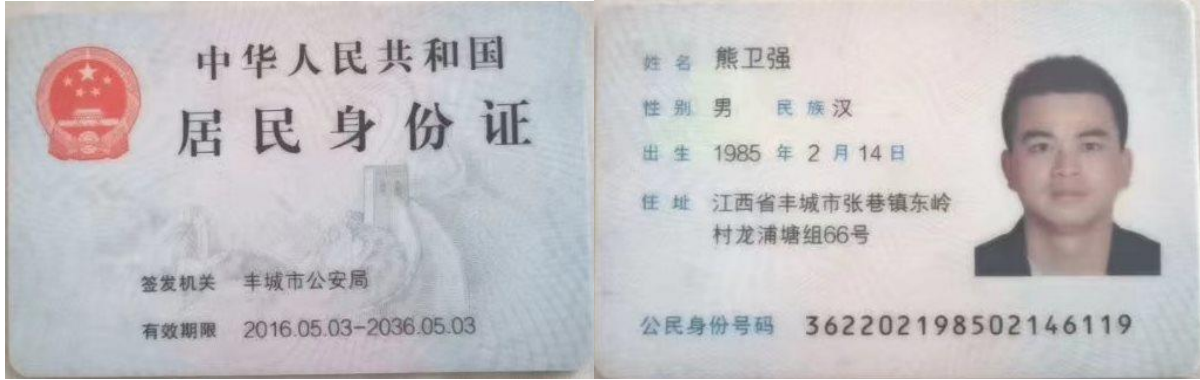 中华人民共和国
居民身份证
签发机关 丰城市公安局
有效期限 2016.05.03-2036.05.03
姓名 熊卫强
性别 男 民族 汉
出生 1985 年 2 月 14 日
住址 江西省丰城市张巷镇东岭
村龙浦塘组66号
公民身份号码 362202198502146119